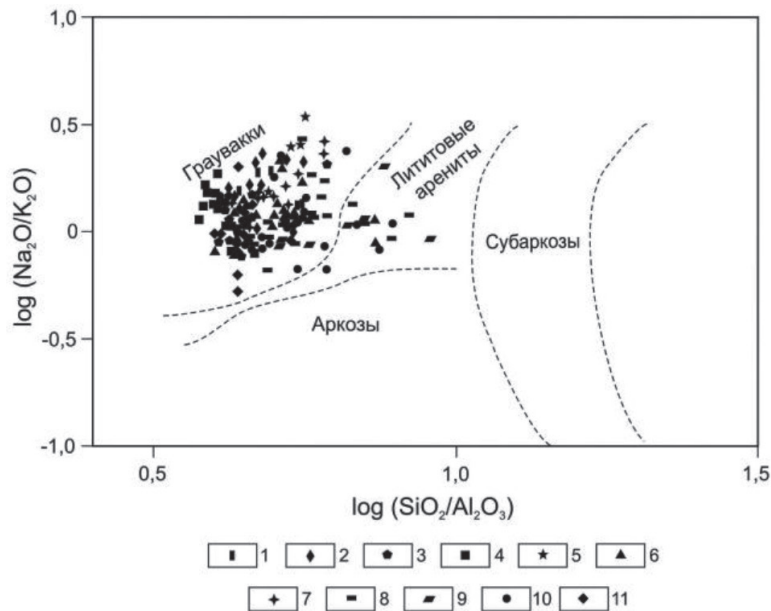 1,0
0,5
0
-0,5
-1,0
log (Na₂O/K₂O)
Граувакки
Лититовые
арениты
Субаркозы
Аркозы
0,5 1,0 1,5
log (SiO₂/Al₂O₃)
1 2 3 4 5 6
7 8 9 10 11